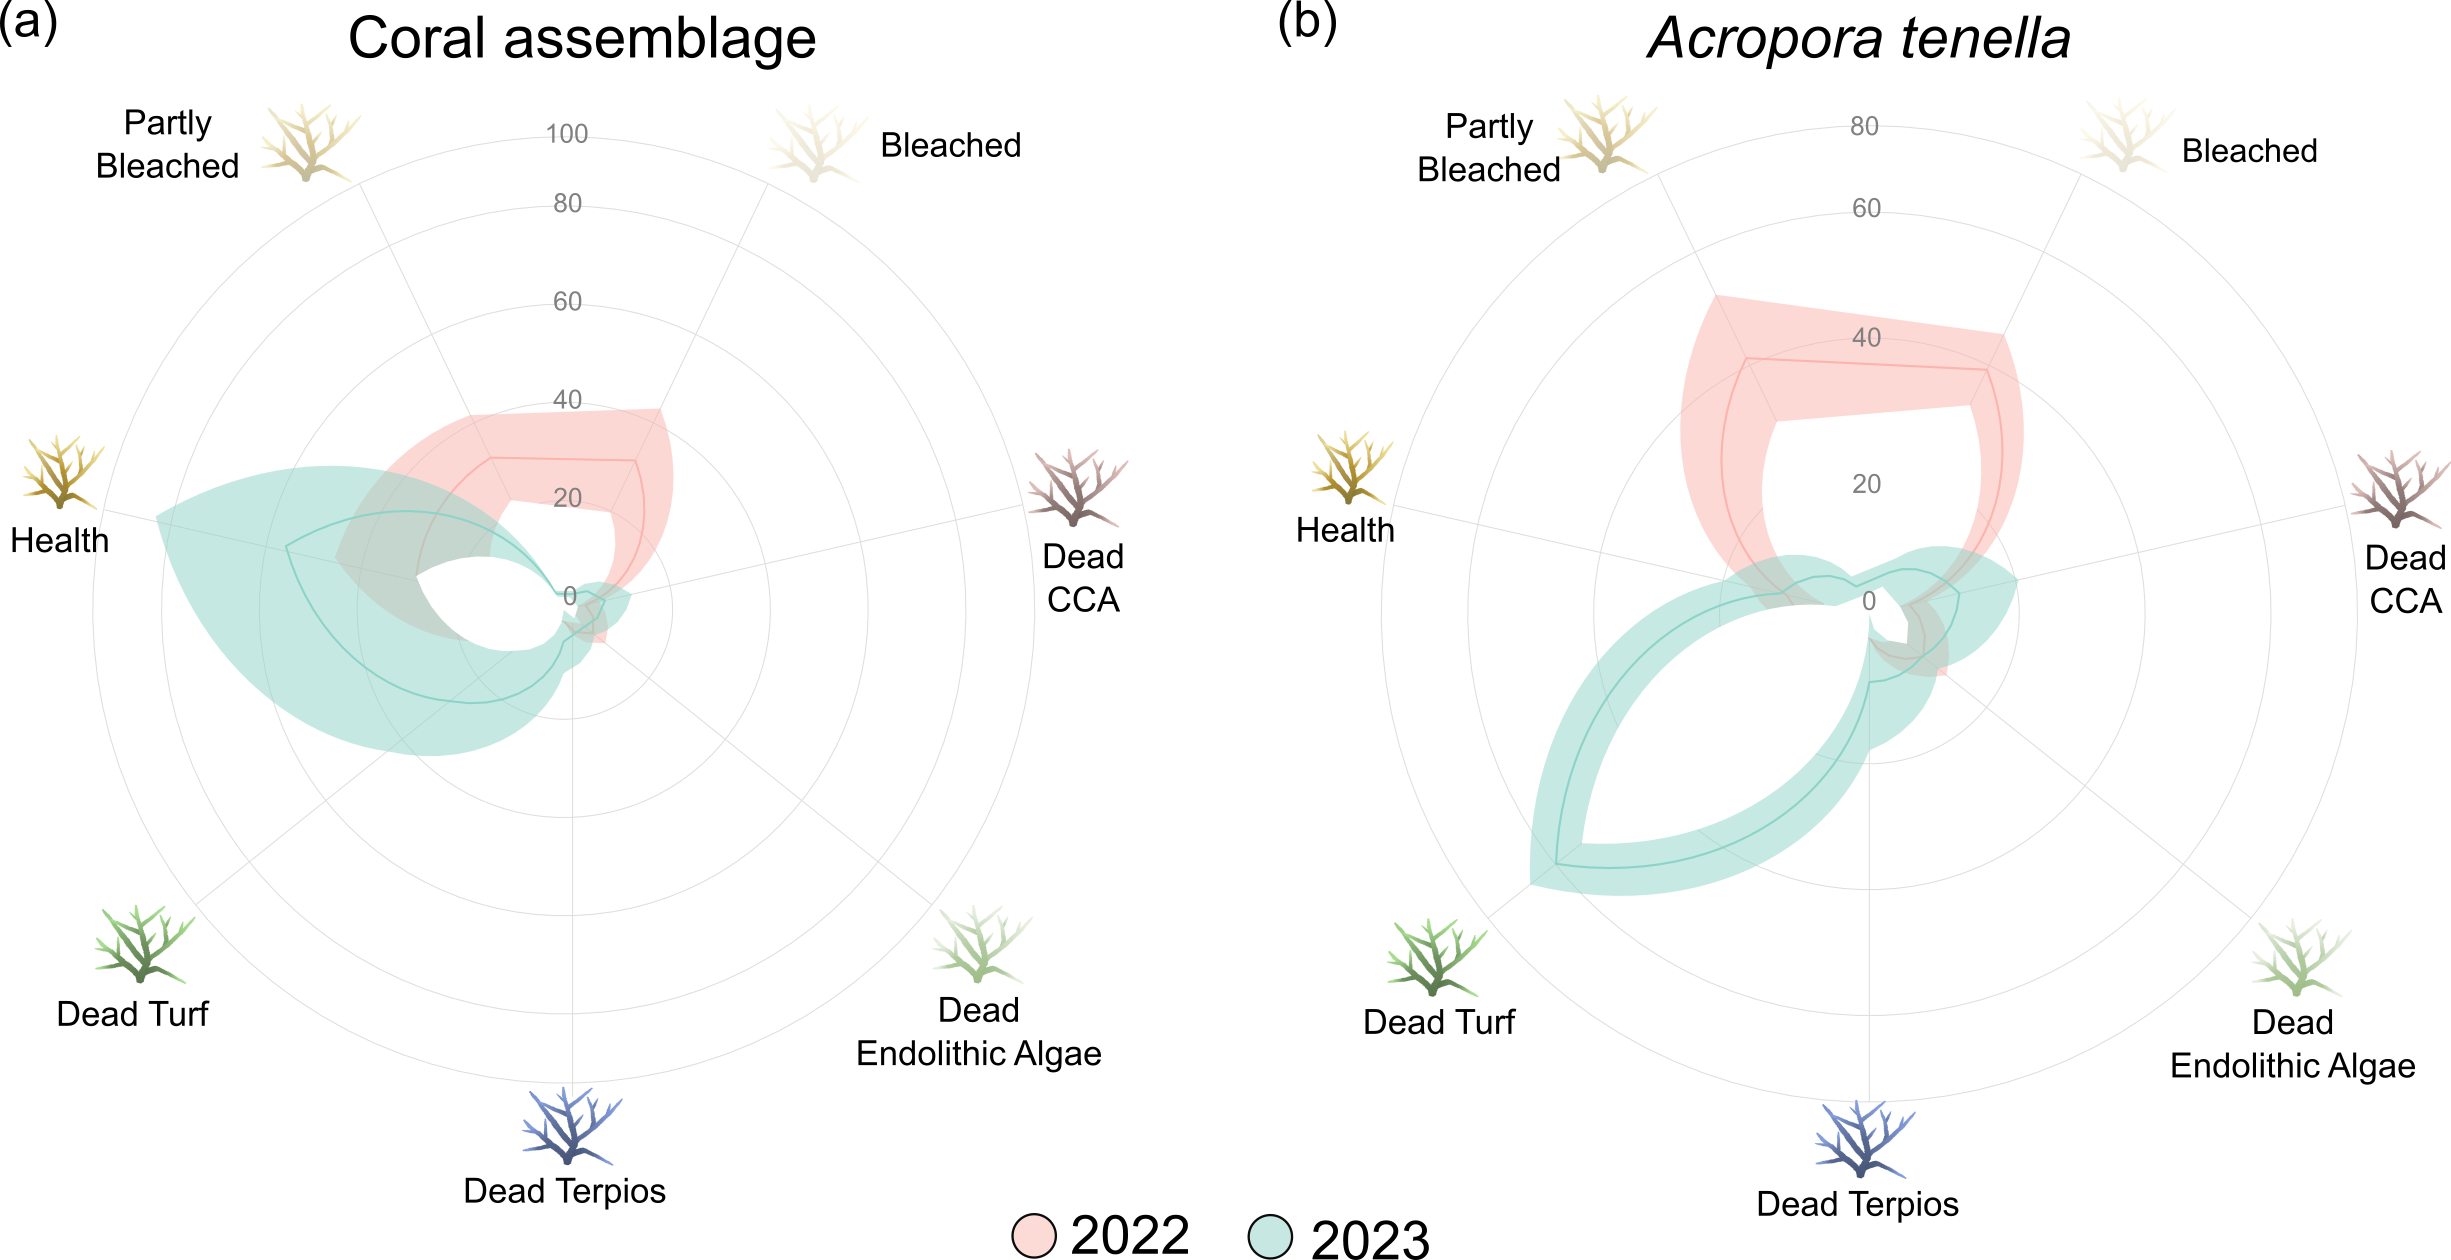 (a)
Coral assemblage
Partly
Bleached
Bleached
Health
Dead
CCA
Dead Turf
Dead
Endolithic Algae
Dead Terpios
100
80
60
40
20
0
(b)
Acropora tenella
Partly
Bleached
Bleached
Health
Dead
CCA
Dead Turf
Dead
Endolithic Algae
Dead Terpios
80
60
40
20
0
2022
2023